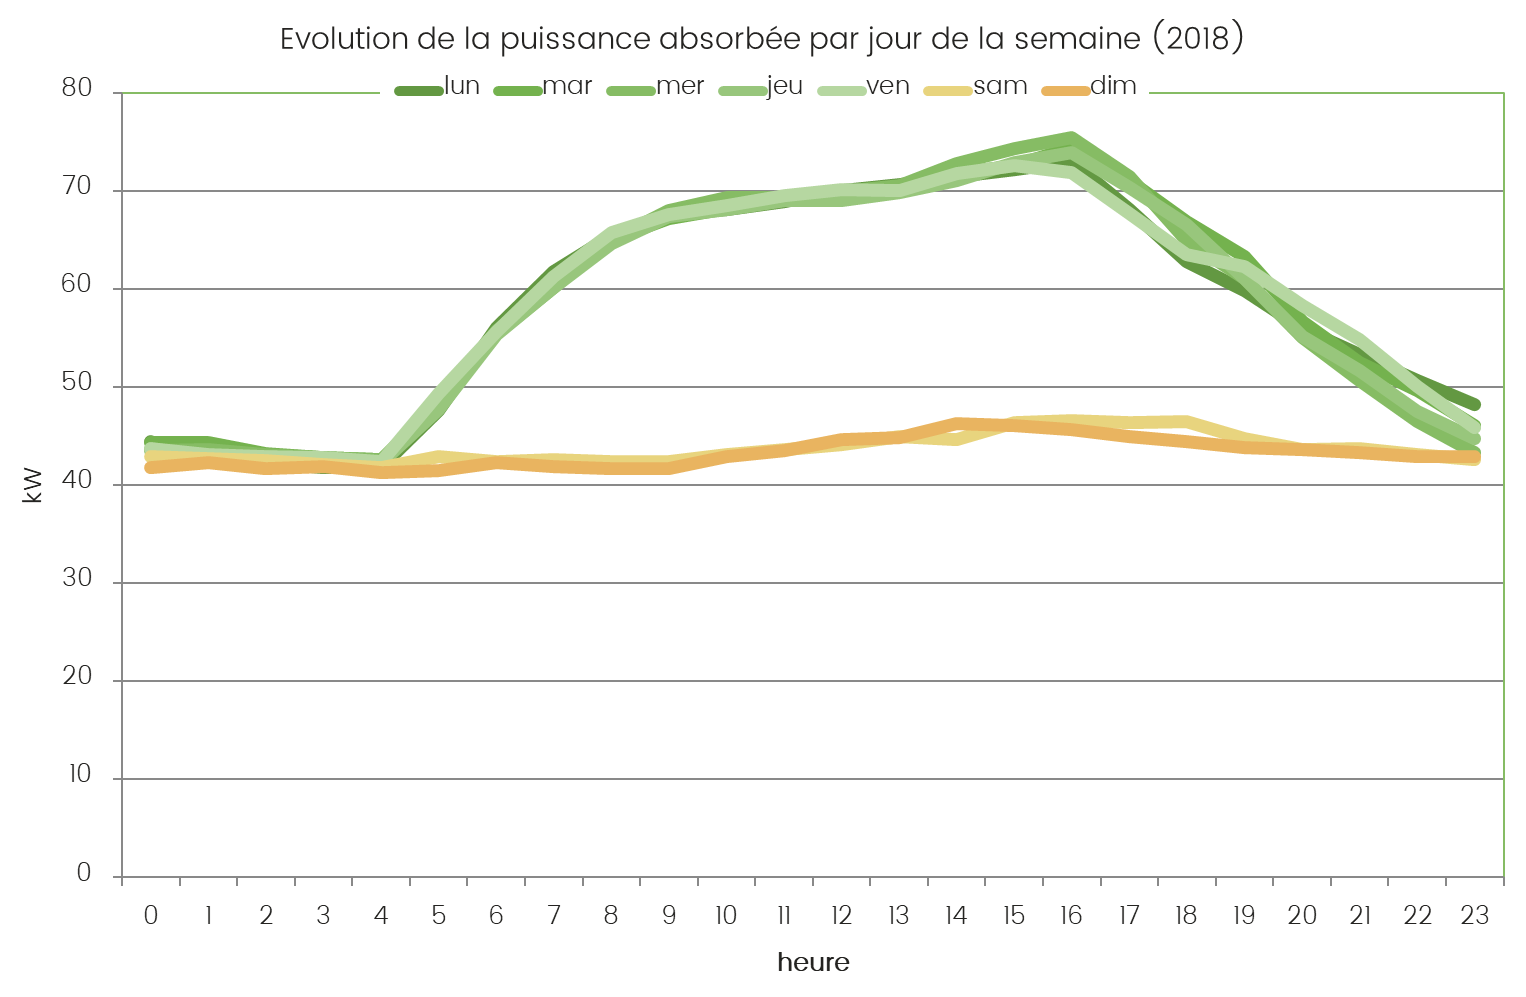 Evolution de la puissance absorbée par jour de la semaine (2018)
lun mar mer jeu ven sam dim
80
70
60
50
40
30
20
10
0
kW
0 1 2 3 4 5 6 7 8 9 10 11 12 13 14 15 16 17 18 19 20 21 22 23
heure